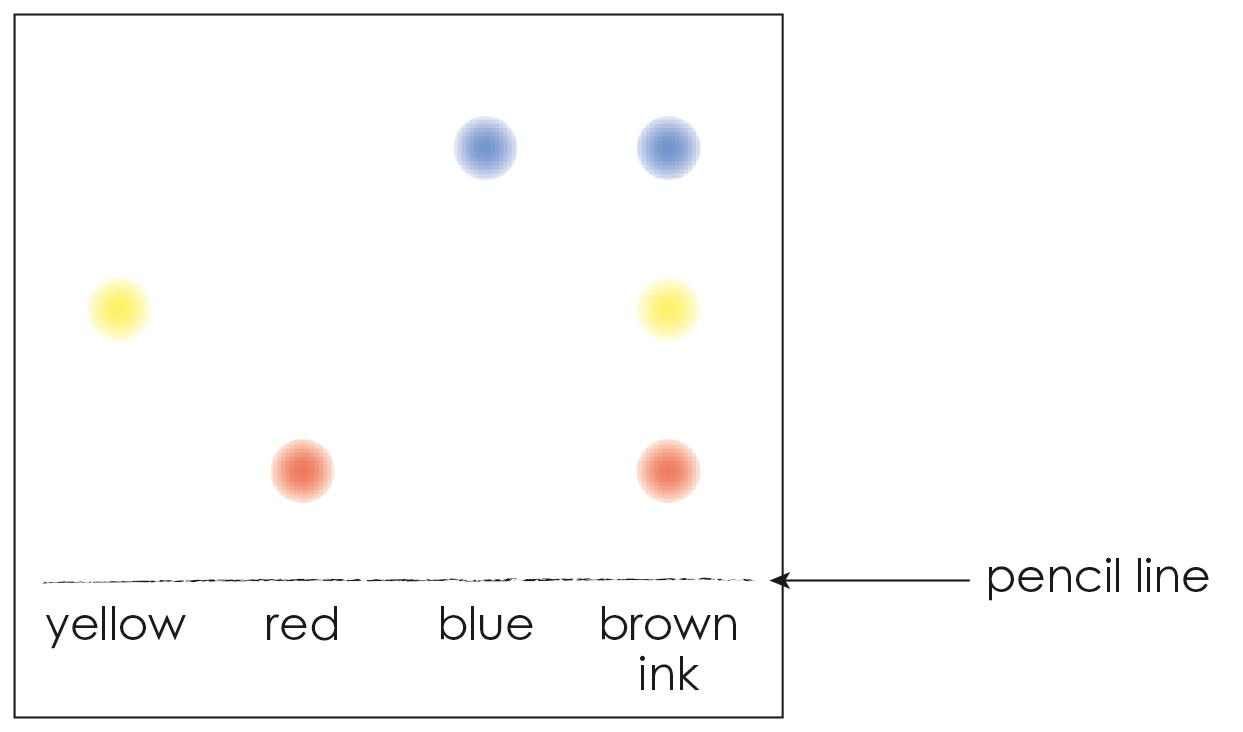 pencil line
yellow red blue brown
ink